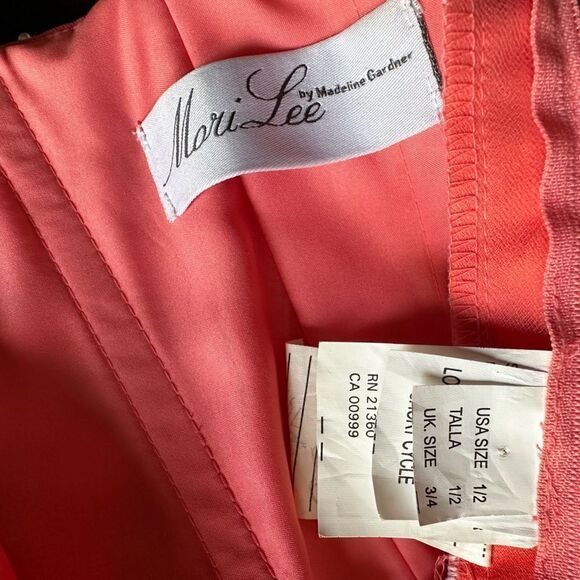 Mori Lee
by Madeline Gardner
USA SIZE 1/2
TALLA 1/2
UK. SIZE 3/4
LO
CYCLE
RN 21360
CA 00999